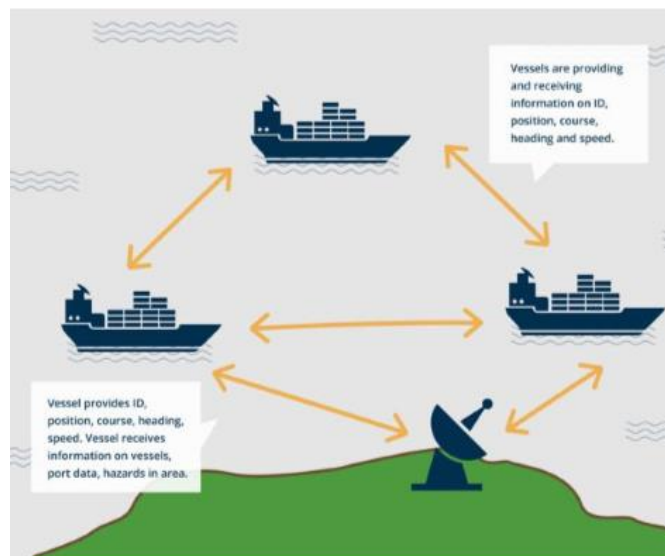 Vessels are providing
and receiving
information on ID,
position, course,
heading and speed.
Vessel provides ID,
position, course, heading,
speed. Vessel receives
information on vessels,
port data, hazards in area.